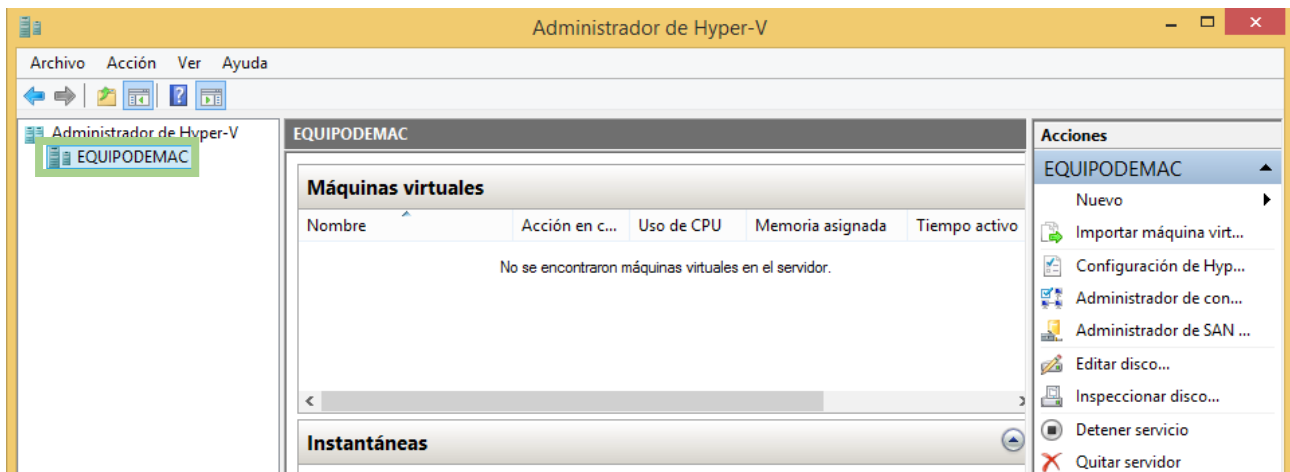 Administrador de Hyper-V
Archivo Acción Ver Ayuda
Administrador de Hyper-V
EQUIPODEMAC
EQUIPODEMAC
Máquinas virtuales
Nombre Acción en c... Uso de CPU Memoria asignada Tiempo activo
No se encontraron máquinas virtuales en el servidor.
Instantáneas
Acciones
EQUIPODEMAC
Nuevo
Importar máquina virt...
Configuración de Hyp...
Administrador de con...
Administrador de SAN ...
Editar disco...
Inspeccionar disco...
Detener servicio
Quitar servidor